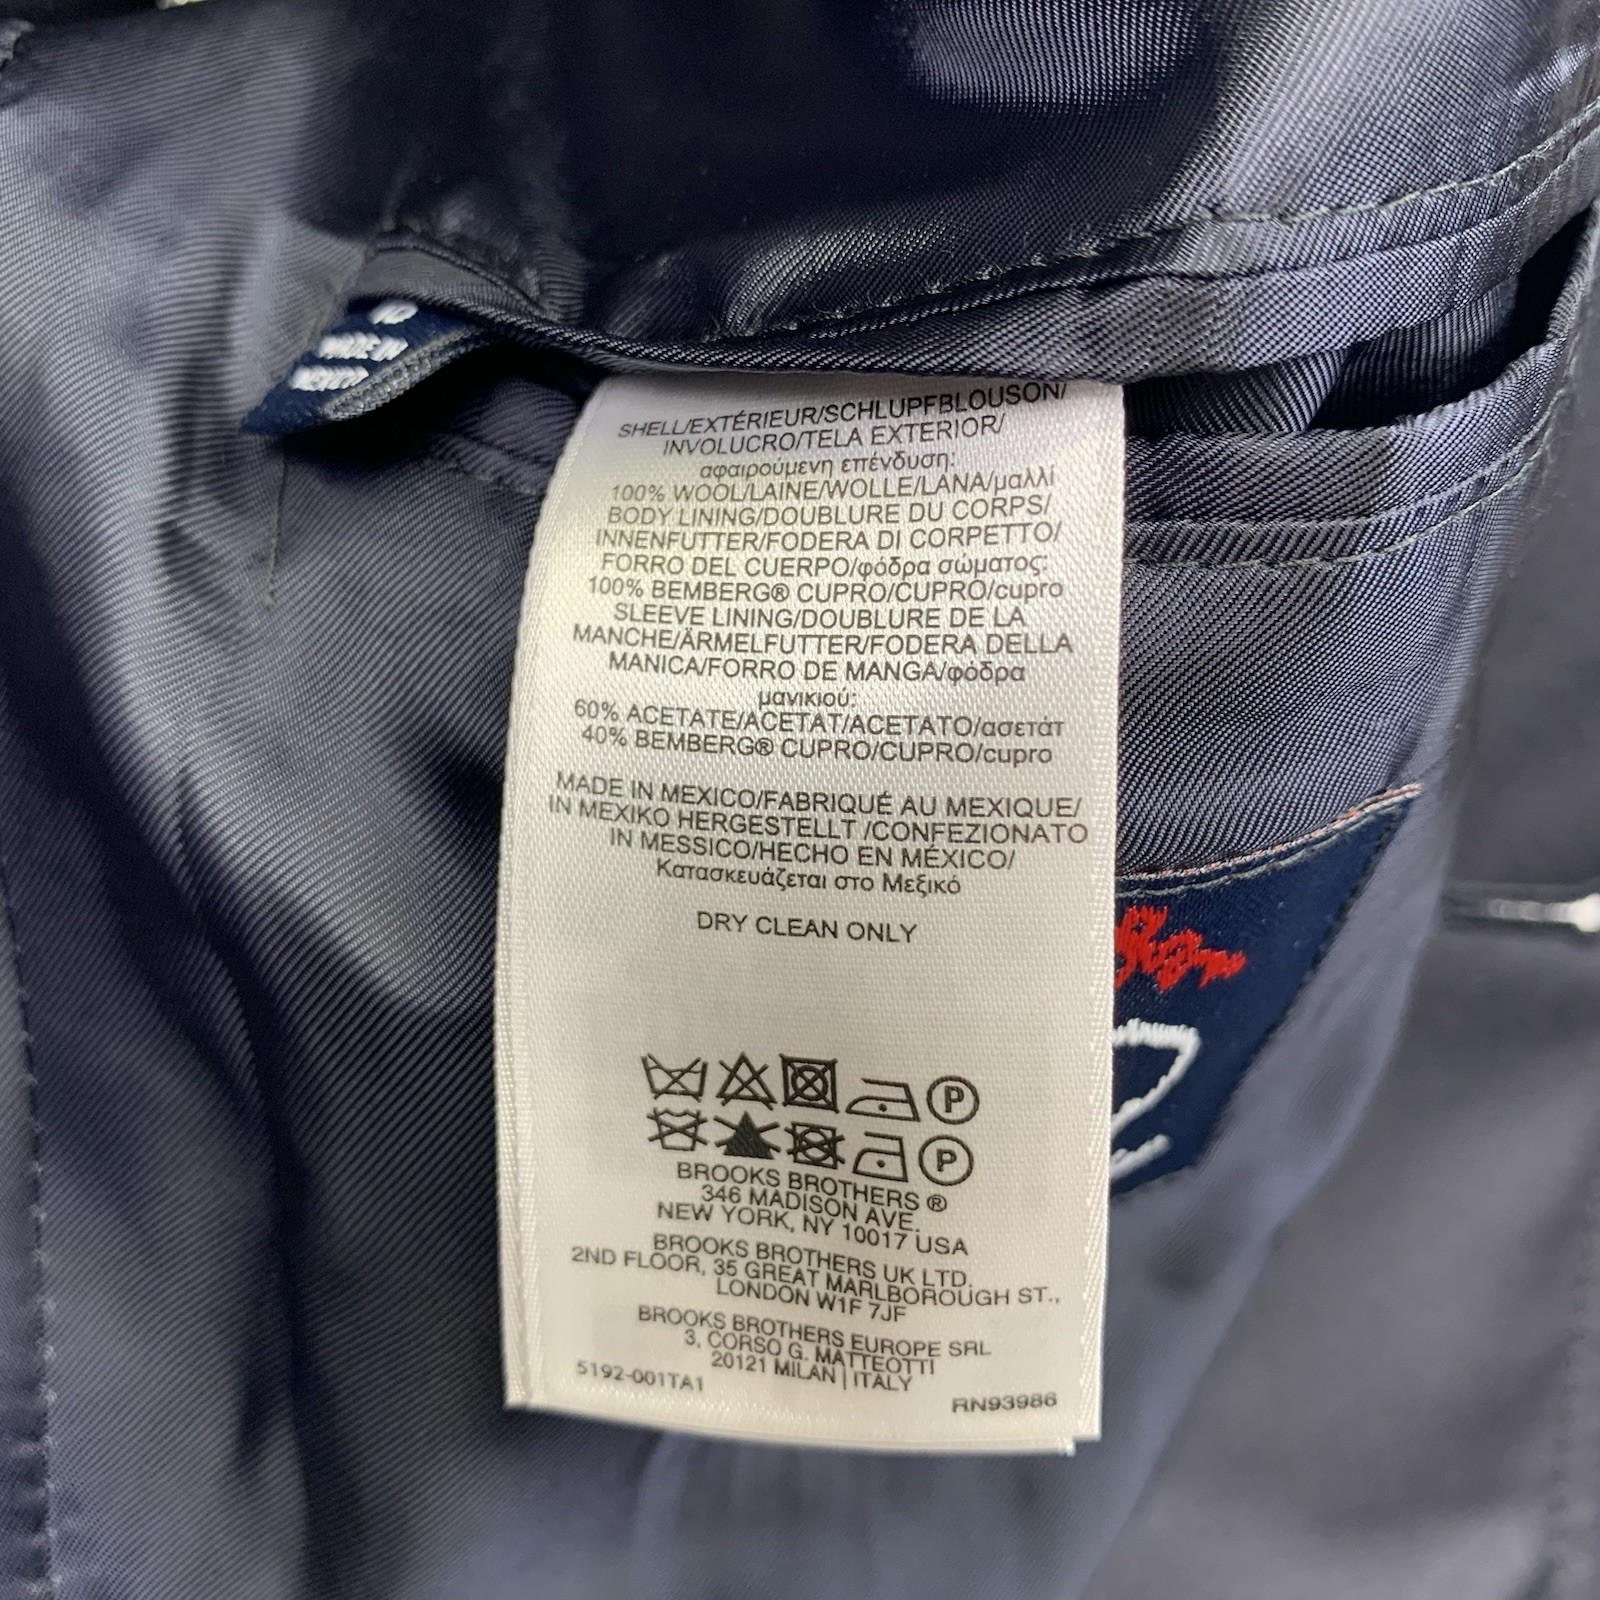 MADE IN
MEXICO
SHELL/EXTÉRIEUR/SCHLUPFBLOUSON/
INVOLUCRO/TELA EXTERIOR/
αφαιρούμενη επένδυση:
100% WOOL/LAINE/WOLLE/LANA/μαλλί
BODY LINING/DOUBLURE DU CORPS/
INNENFUTTER/FODERA DI CORPETTO/
FORRO DEL CUERPO/φόδρα σώματος:
100% BEMBERG® CUPRO/CUPRO/cupro
SLEEVE LINING/DOUBLURE DE LA
MANCHE/ÄRMELFUTTER/FODERA DELLA
MANICA/FORRO DE MANGA/φόδρα
μανικιού:
60% ACETATE/ACETAT/ACETATO/ασετάτ
40% BEMBERG® CUPRO/CUPRO/cupro
MADE IN MEXICO/FABRIQUÉ AU MEXIQUE/
IN MEXIKO HERGESTELLT /CONFEZIONATO
IN MESSICO/HECHO EN MÉXICO/
Κατασκευάζεται στο Μεξικό
DRY CLEAN ONLY
P
P
BROOKS BROTHERS ®
346 MADISON AVE.
NEW YORK, NY 10017 USA
BROOKS BROTHERS UK LTD.
2ND FLOOR, 35 GREAT MARLBOROUGH ST.,
LONDON W1F 7JF
BROOKS BROTHERS EUROPE SRL
3, CORSO G. MATTEOTTI
20121 MILAN | ITALY
5192-001TA1
RN93986